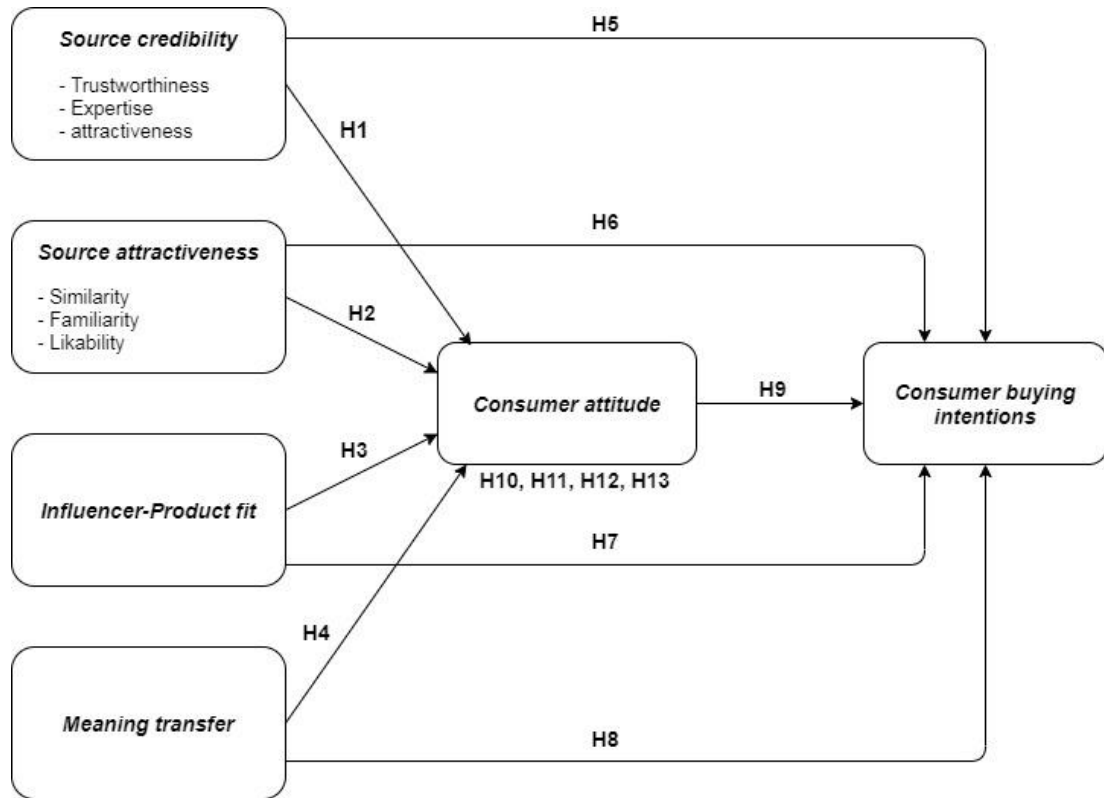 Source credibility
- Trustworthiness
- Expertise
- attractiveness
H5
H1
Source attractiveness
- Similarity
- Familiarity
- Likability
H6
H2
Consumer attitude
H9
Consumer buying
intentions
H3
H10, H11, H12, H13
Influencer-Product fit
H7
H4
Meaning transfer
H8